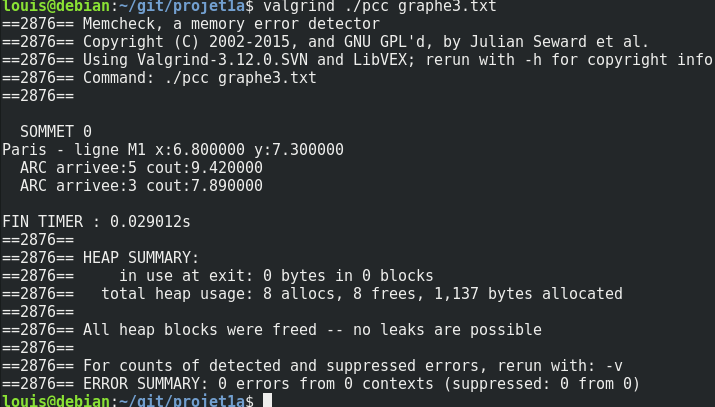 louis@debian:~/git/projet1a$ valgrind ./pcc graphe3.txt
==2876== Memcheck, a memory error detector
==2876== Copyright (C) 2002-2015, and GNU GPL'd, by Julian Seward et al.
==2876== Using Valgrind-3.12.0.SVN and LibVEX; rerun with -h for copyright info
==2876== Command: ./pcc graphe3.txt
==2876==
SOMMET 0
Paris - ligne M1 x:6.800000 y:7.300000
ARC arrivee:5 cout:9.420000
ARC arrivee:3 cout:7.890000
FIN TIMER : 0.029012s
==2876==
==2876== HEAP SUMMARY:
==2876==     in use at exit: 0 bytes in 0 blocks
==2876==   total heap usage: 8 allocs, 8 frees, 1,137 bytes allocated
==2876==
==2876== All heap blocks were freed -- no leaks are possible
==2876==
==2876== For counts of detected and suppressed errors, rerun with: -v
==2876== ERROR SUMMARY: 0 errors from 0 contexts (suppressed: 0 from 0)
louis@debian:~/git/projet1a$